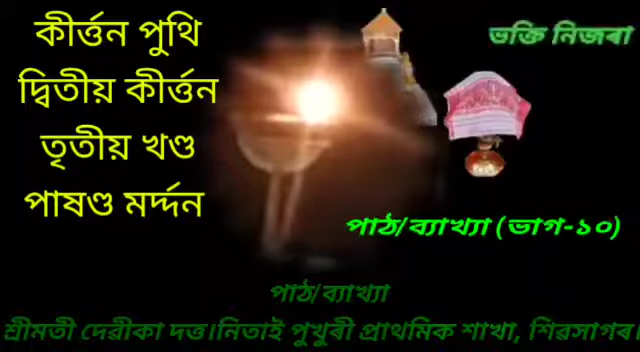 কীৰ্ত্তন পুথি
দ্বিতীয় কীৰ্ত্তন
তৃতীয় খণ্ড
পাষণ্ড মৰ্দ্দন
ভক্তি নিজৰা
পাঠ/ব্যাখ্যা (ভাগ-১০)
পাঠ/ব্যাখ্যা
শ্ৰীমতী দেৱীকা দত্ত।নিতাই পুখুৰী প্ৰাথমিক শাখা, শিৱসাগৰ।